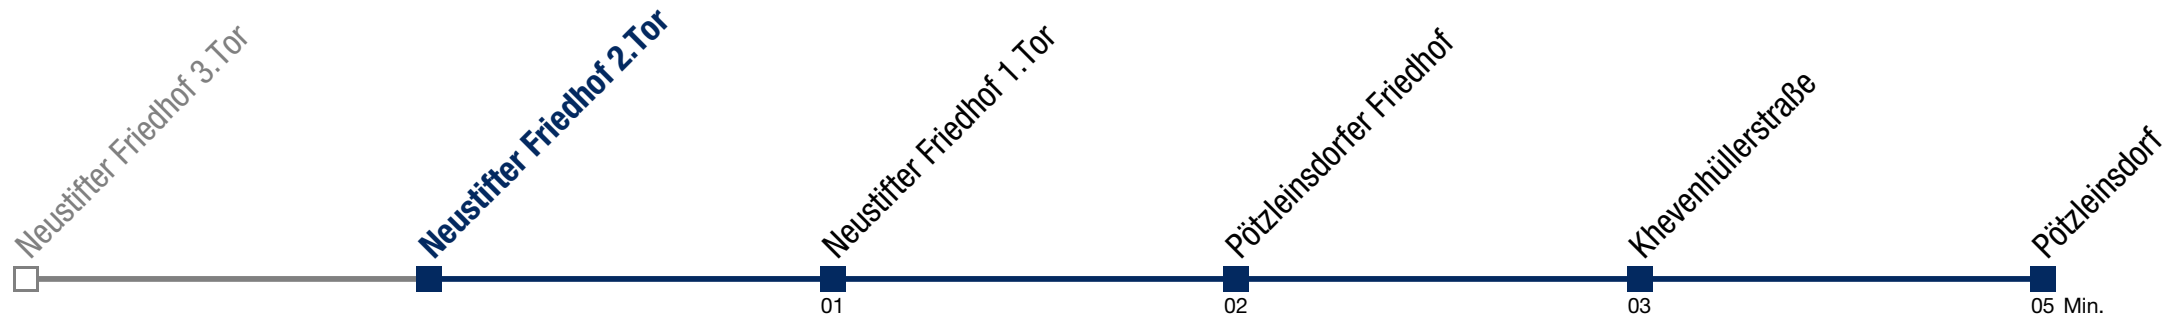 Neustifter Friedhof 3.Tor
Neustifter Friedhof 2.Tor
Neustifter Friedhof 1.Tor
Pötzleinsdorfer Friedhof
Khevenhüllerstraße
Pötzleinsdorf
01
02
03
05 Min.